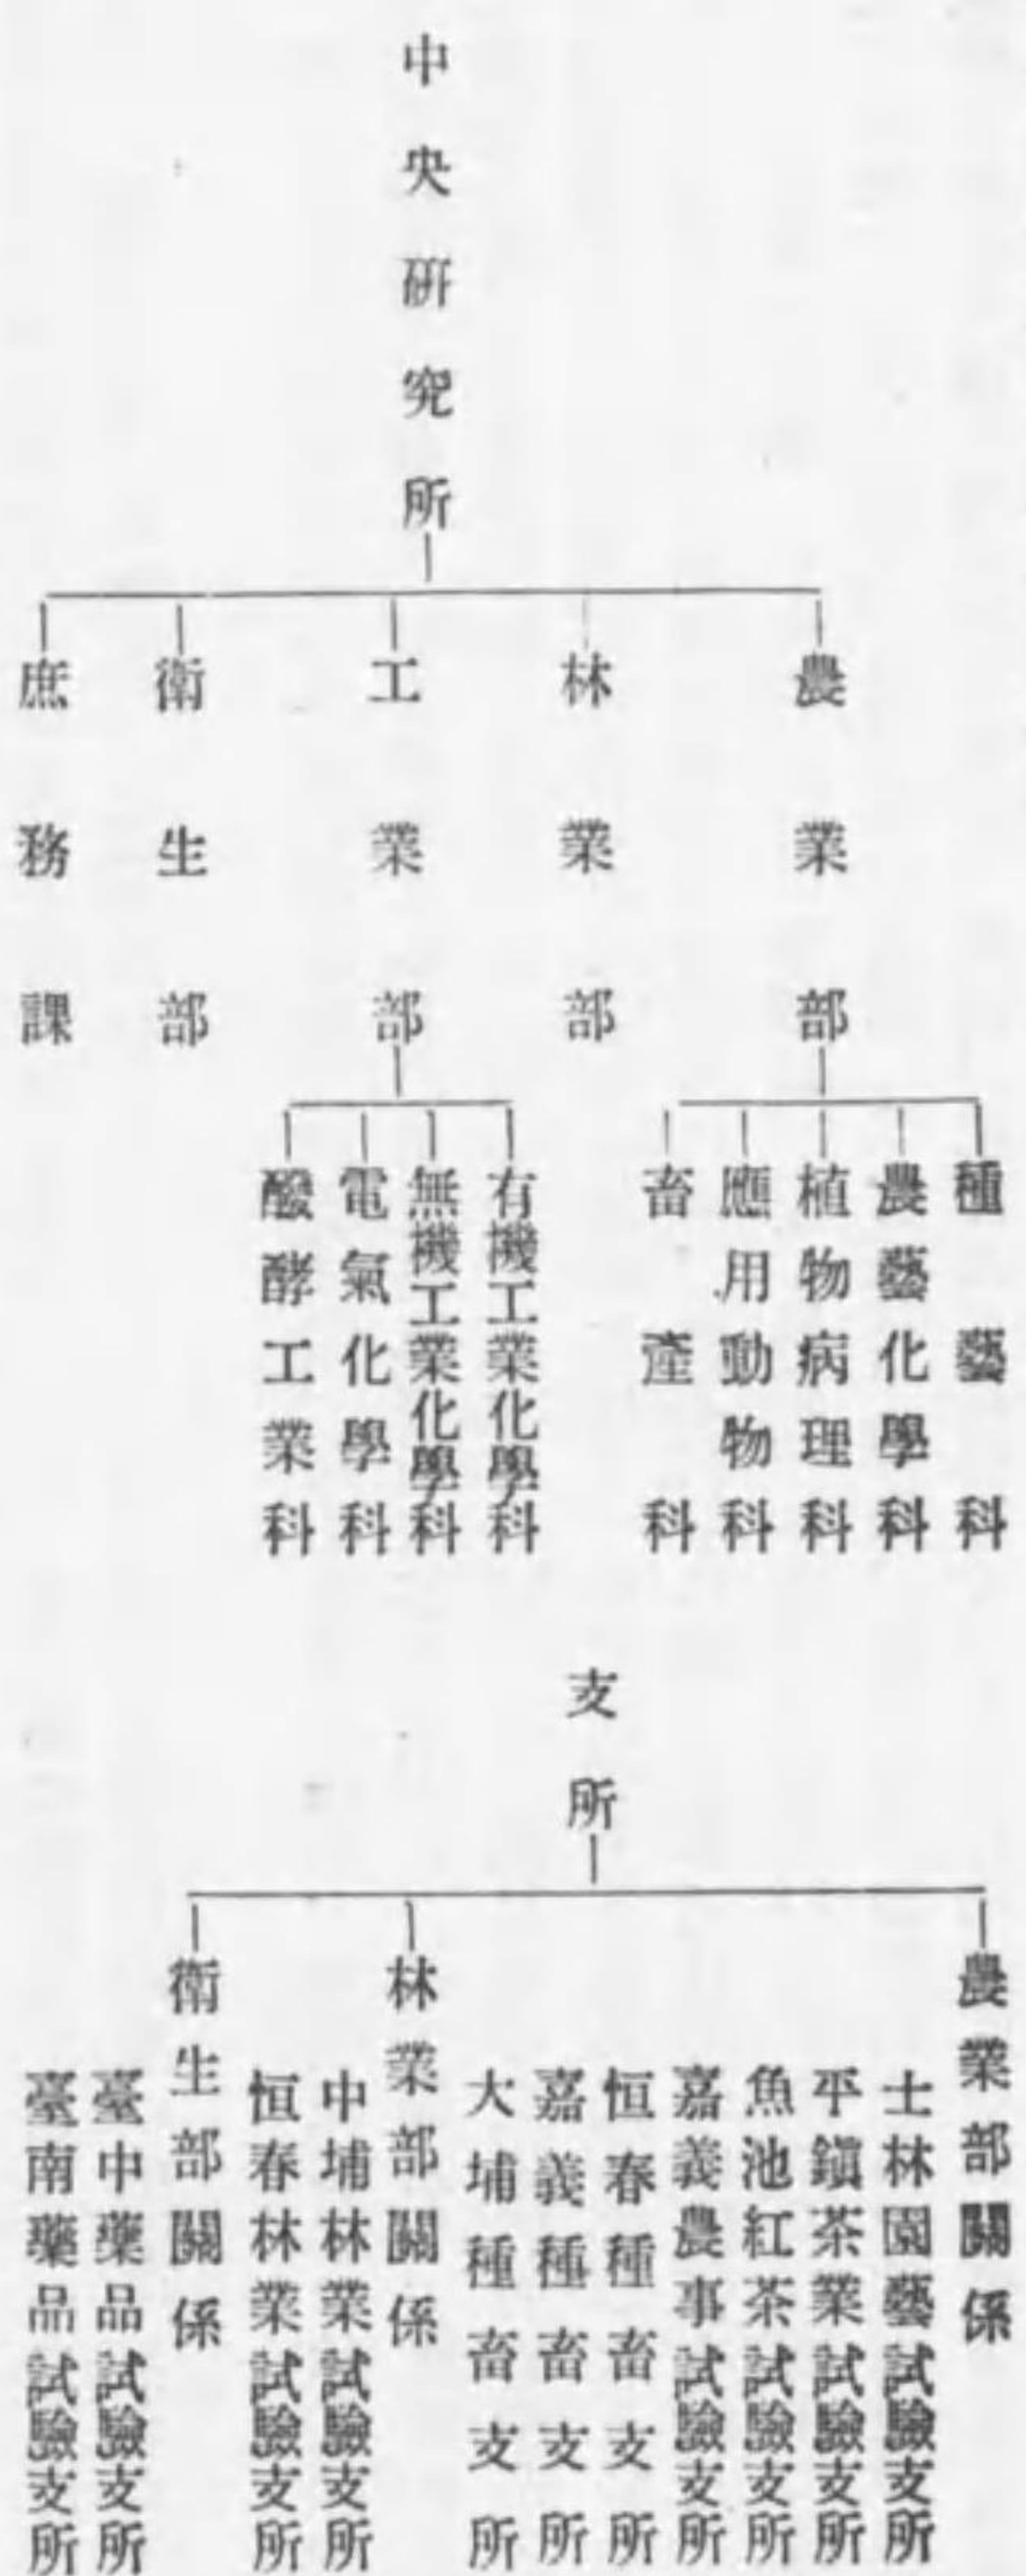 中央研究所
農業部
種藝科
農藝化學科
植物病理科
應用動物科
畜產科
林業部
工業部
有機工業化學科
無機工業化學科
電氣化學科
醱酵工業科
衛生部
庶務課
支所
農業部關係
士林園藝試驗支所
平鎭茶業試驗支所
魚池紅茶試驗支所
嘉義農事試驗支所
恒春種畜支所
嘉義種畜支所
大埔種畜支所
林業部關係
中埔林業試驗支所
恒春林業試驗支所
衛生部關係
臺中藥品試驗支所
臺南藥品試驗支所